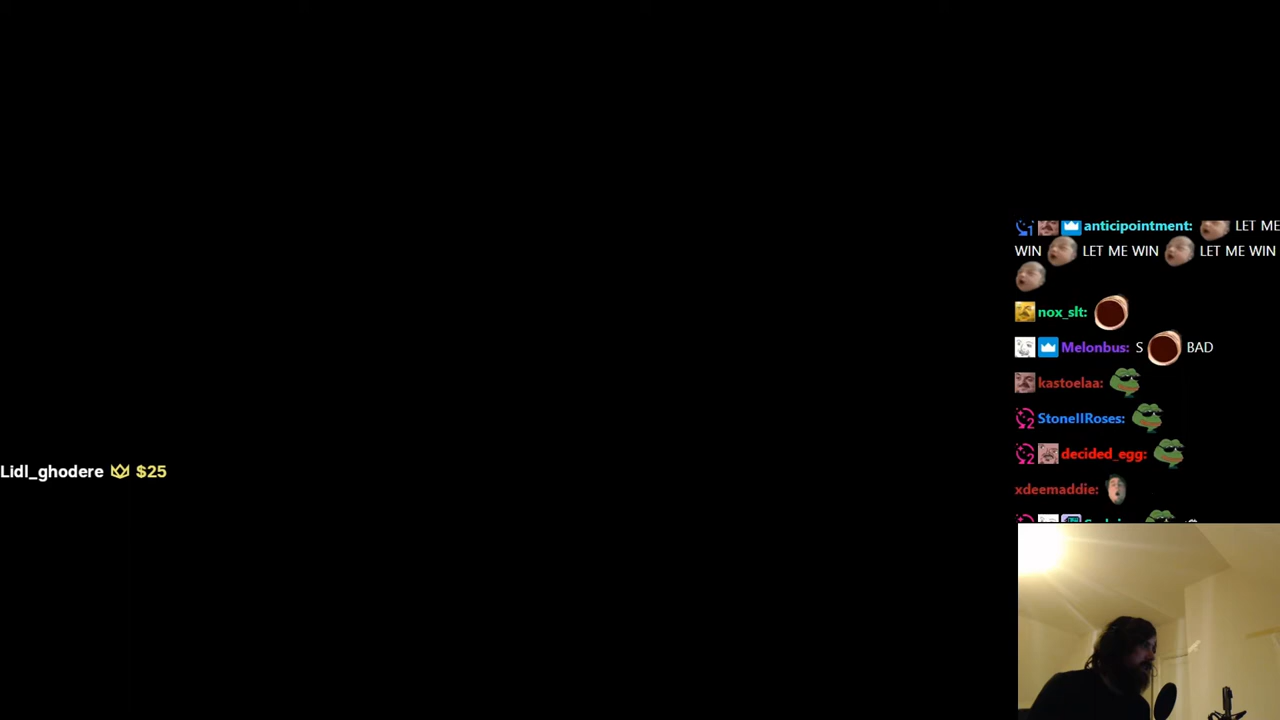 anticipointment: LET ME
WIN LET ME WIN LET ME WIN
nox_slt:
Melonbus: S BAD
kastoelaa:
StoneIIRoses:
decided_egg:
xdeemaddie:
Lidl_ghodere $25